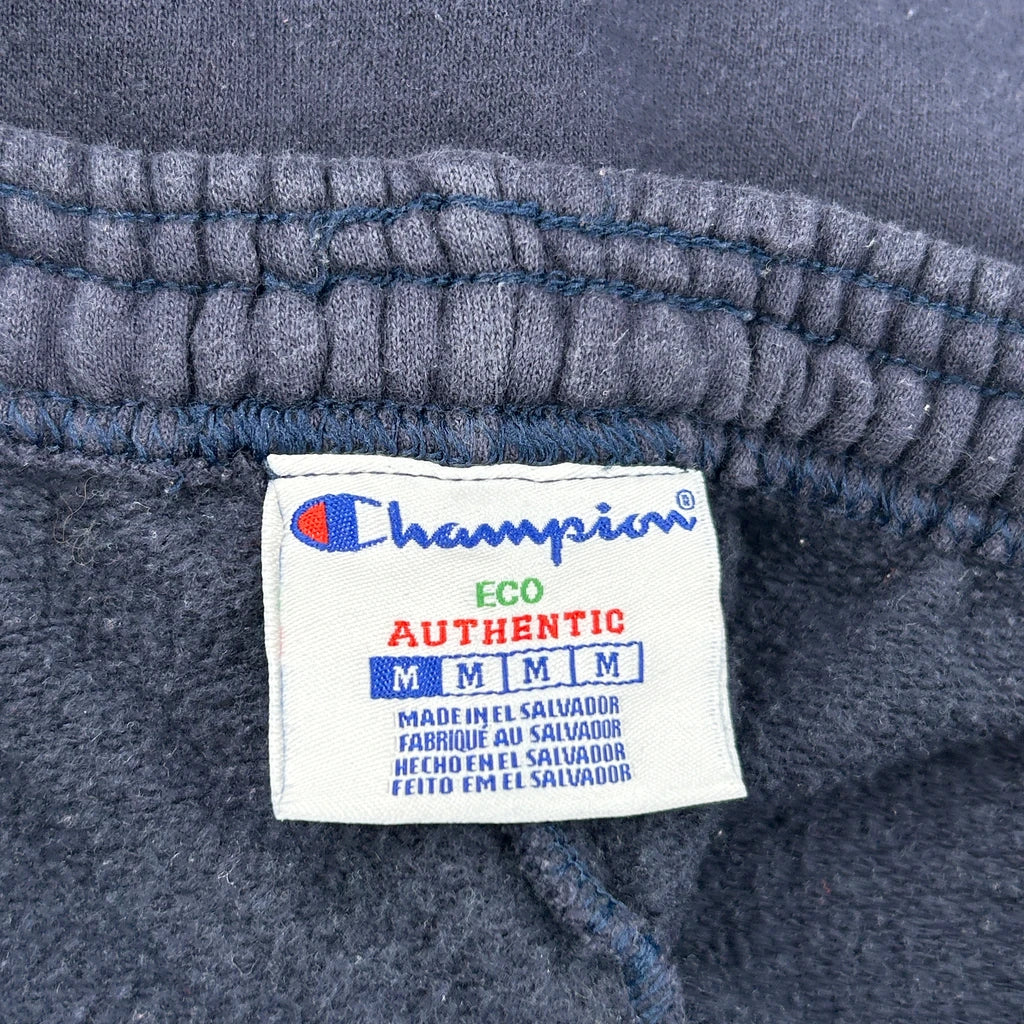 Champion®
ECO
AUTHENTIC
M M M M
MADE IN EL SALVADOR
FABRIQUÉ AU SALVADOR
HECHO EN EL SALVADOR
FEITO EM EL SALVADOR